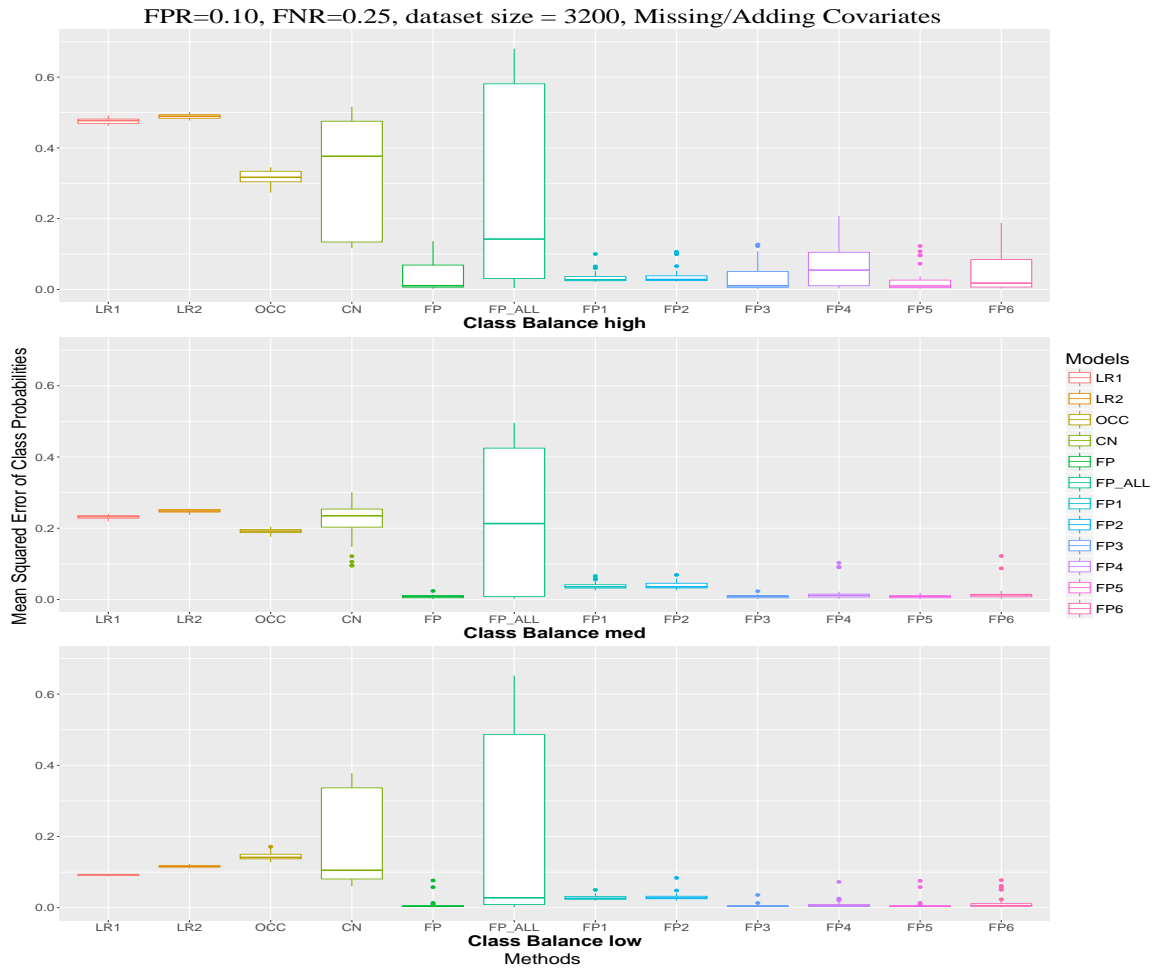 FPR=0.10, FNR=0.25, dataset size = 3200, Missing/Adding Covariates
Mean Squared Error of Class Probabilities
0.6
0.4
0.2
0.0
LR1 LR2 OCC CN FP FP_ALL FP1 FP2 FP3 FP4 FP5 FP6
Class Balance high
0.6
0.4
0.2
0.0
LR1 LR2 OCC CN FP FP_ALL FP1 FP2 FP3 FP4 FP5 FP6
Class Balance med
0.6
0.4
0.2
0.0
LR1 LR2 OCC CN FP FP_ALL FP1 FP2 FP3 FP4 FP5 FP6
Class Balance low
Methods
Models
LR1
LR2
OCC
CN
FP
FP_ALL
FP1
FP2
FP3
FP4
FP5
FP6